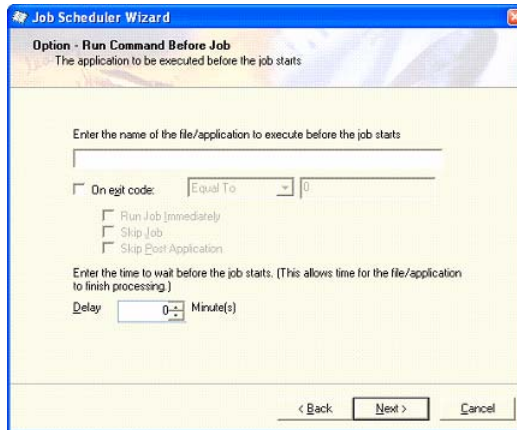 Job Scheduler Wizard
Option - Run Command Before Job
The application to be executed before the job starts
Enter the name of the file/application to execute before the job starts
On exit code: Equal To 0
Run Job Immediately
Skip Job
Skip Post Application
Enter the time to wait before the job starts. (This allows time for the file/application
to finish processing.)
Delay 0 Minute(s)
< Back Next > Cancel